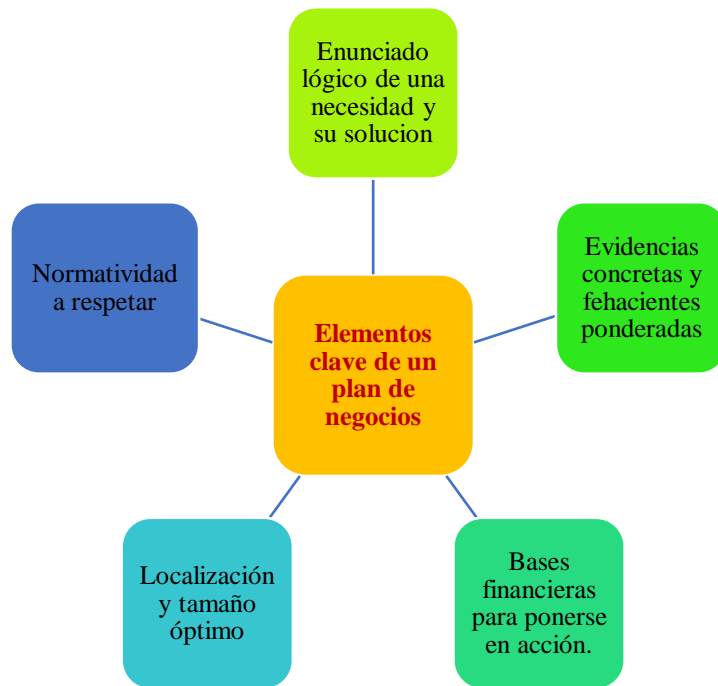 Enunciado
lógico de una
necesidad y
su solucion
Normatividad
a respetar
Evidencias
concretas y
fehacientes
ponderadas
Elementos
clave de un
plan de
negocios
Localización
y tamaño
óptimo
Bases
financieras
para ponerse
en acción.